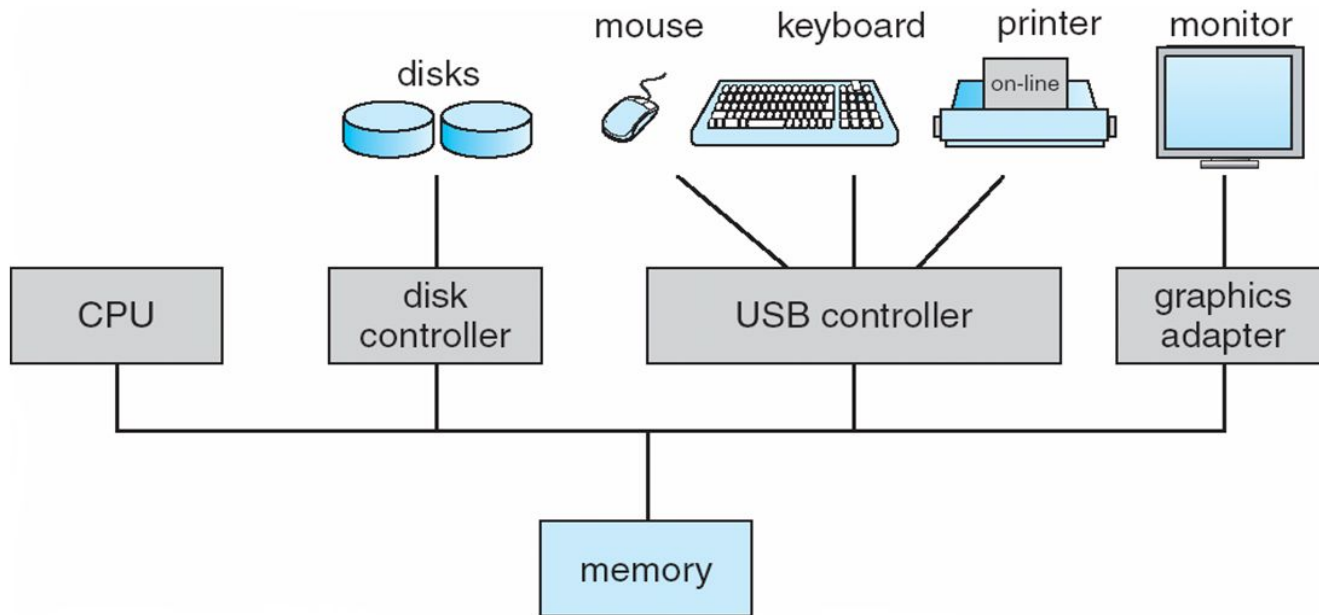 mouse
keyboard
printer
monitor
disks
on-line
CPU
disk
controller
USB controller
graphics
adapter
memory